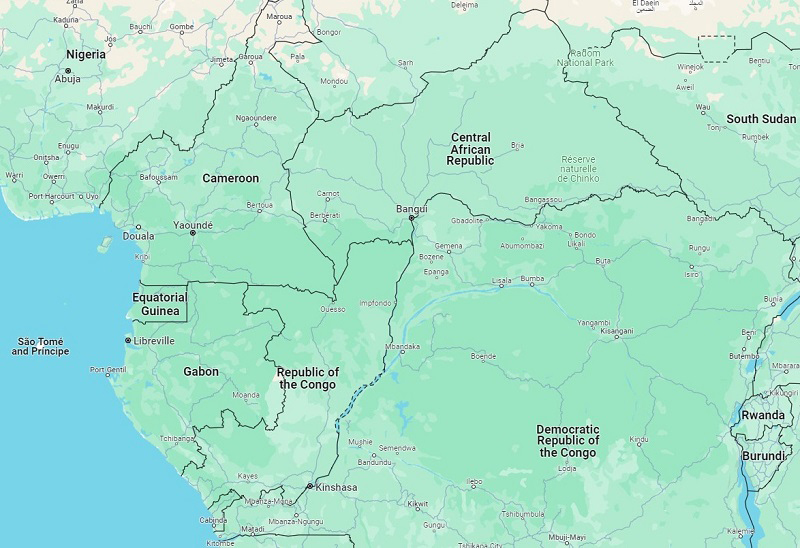 Zaria
Kaduna
Bauchi
Gombe
Maroua
Bongor
Delejma
El Daein
الضعين
Jos
Nigeria
Abuja
Jimeta
Garoua
Pala
Sarh
Radom
National Park
Mondou
Winejok
Bentiu
Aweil
Makurdi
Ngaoundere
Wau
South Sudan
Tonj
Rumbek
Enugu
Onitsha
Central
African
Republic
Bria
Warri
Owerri
Port Harcourt
Uyo
Bafoussam
Cameroon
Réserve
naturelle
de Chinko
Carnot
Bertoua
Berbérati
Bangui
Bangassou
Gbadolite
Bangadi
Yaoundé
Douala
Yakoma
Bondo
Likati
Abumombazi
Gemena
Bozene
Epanga
Rungu
Isiro
Buta
Kribi
Lisala
Bumba
Equatorial
Guinea
Impfondo
Ouesso
Bunia
Yangambi
Kisangani
Libreville
São Tomé
and Príncipe
Mbandaka
Boende
Beni
Butembo
Mbarara
Port Gentil
Gabon
Republic of
the Congo
Moanda
Kikungiri
Rwanda
Tchibanga
Democratic
Republic of
the Congo
Mushie
Semendwa
Bandundu
Kindu
Lodja
Burundi
Kayes
Kinshasa
Ilebo
Mbanza-Ngungu
Kikwit
Cabinda
Matadi
Kitombe
Gungu
Tshibumbula
Tshikana City
Mbuji-Mayi
Kalemie